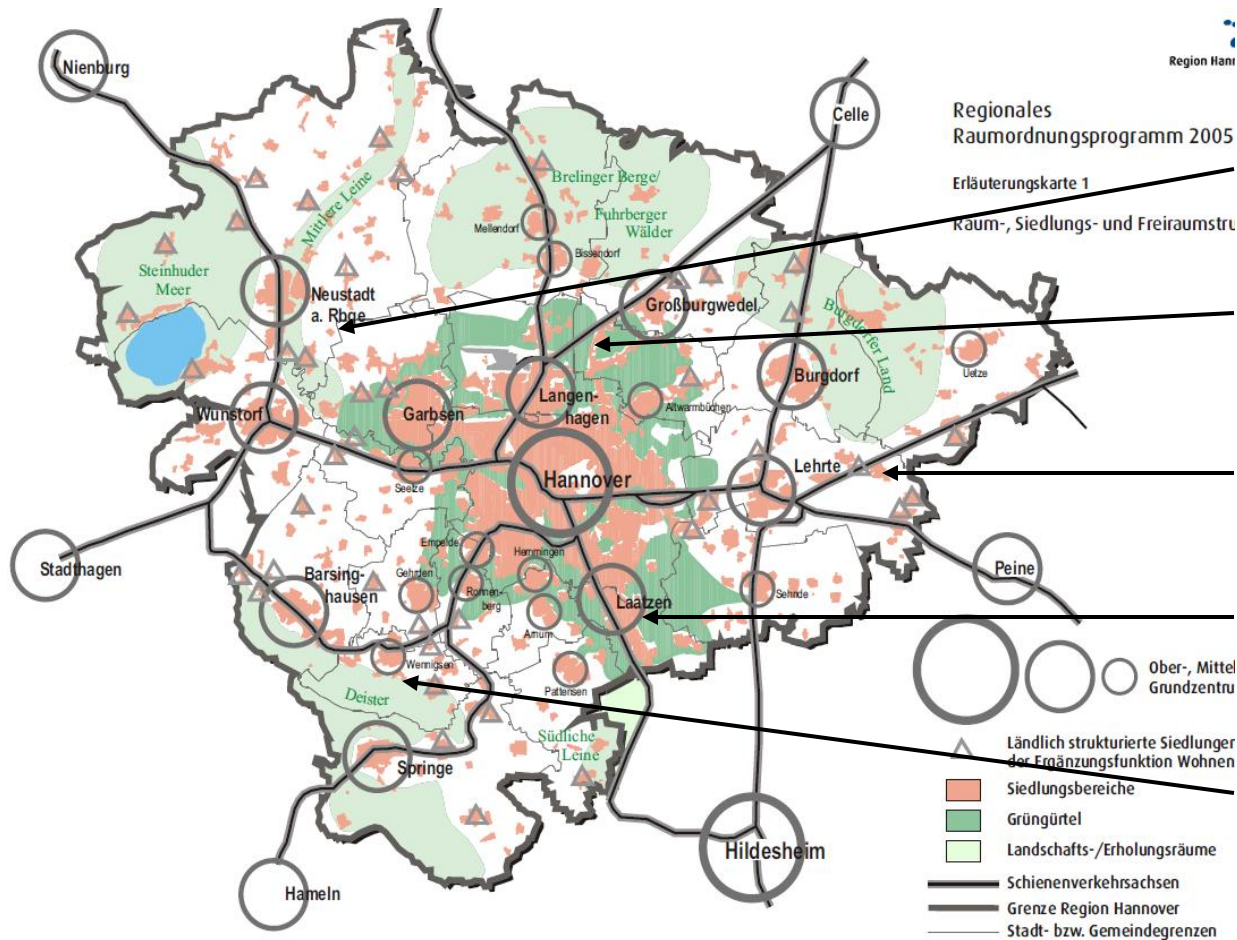 Region Hann
Regionales
Raumordnungsprogramm 2005
Erläuterungskarte 1
Raum-, Siedlungs- und Freiraumstru
Nienburg
Celle
Brelinger Berge/
Fuhrberger
Wälder
Mittlere Leine
Mellendorf
Bissendorf
Steinhuder
Meer
Neustadt
a. Rbge
Großburgwedel
Burgdorfer Land
Uetze
Burgdorf
Wunstorf
Garbsen
Langen-
hagen
Altwarmbüchen
Seelze
Hannover
Lehrte
Stadthagen
Empelde
Hemmingen
Barsing-
hausen
Gehrden
Ronnen-
berg
Laatzen
Sehnde
Peine
Arnum
Wennigsen
Pattensen
Deister
Südliche
Leine
Springe
Hildesheim
Hameln
Ober-, Mittel
Grundzentru
Ländlich strukturierte Siedlungen
der Ergänzungsfunktion Wohnen
Siedlungsbereiche
Grüngürtel
Landschafts-/Erholungsräume
Schienenverkehrsachsen
Grenze Region Hannover
Stadt- bzw. Gemeindegrenzen